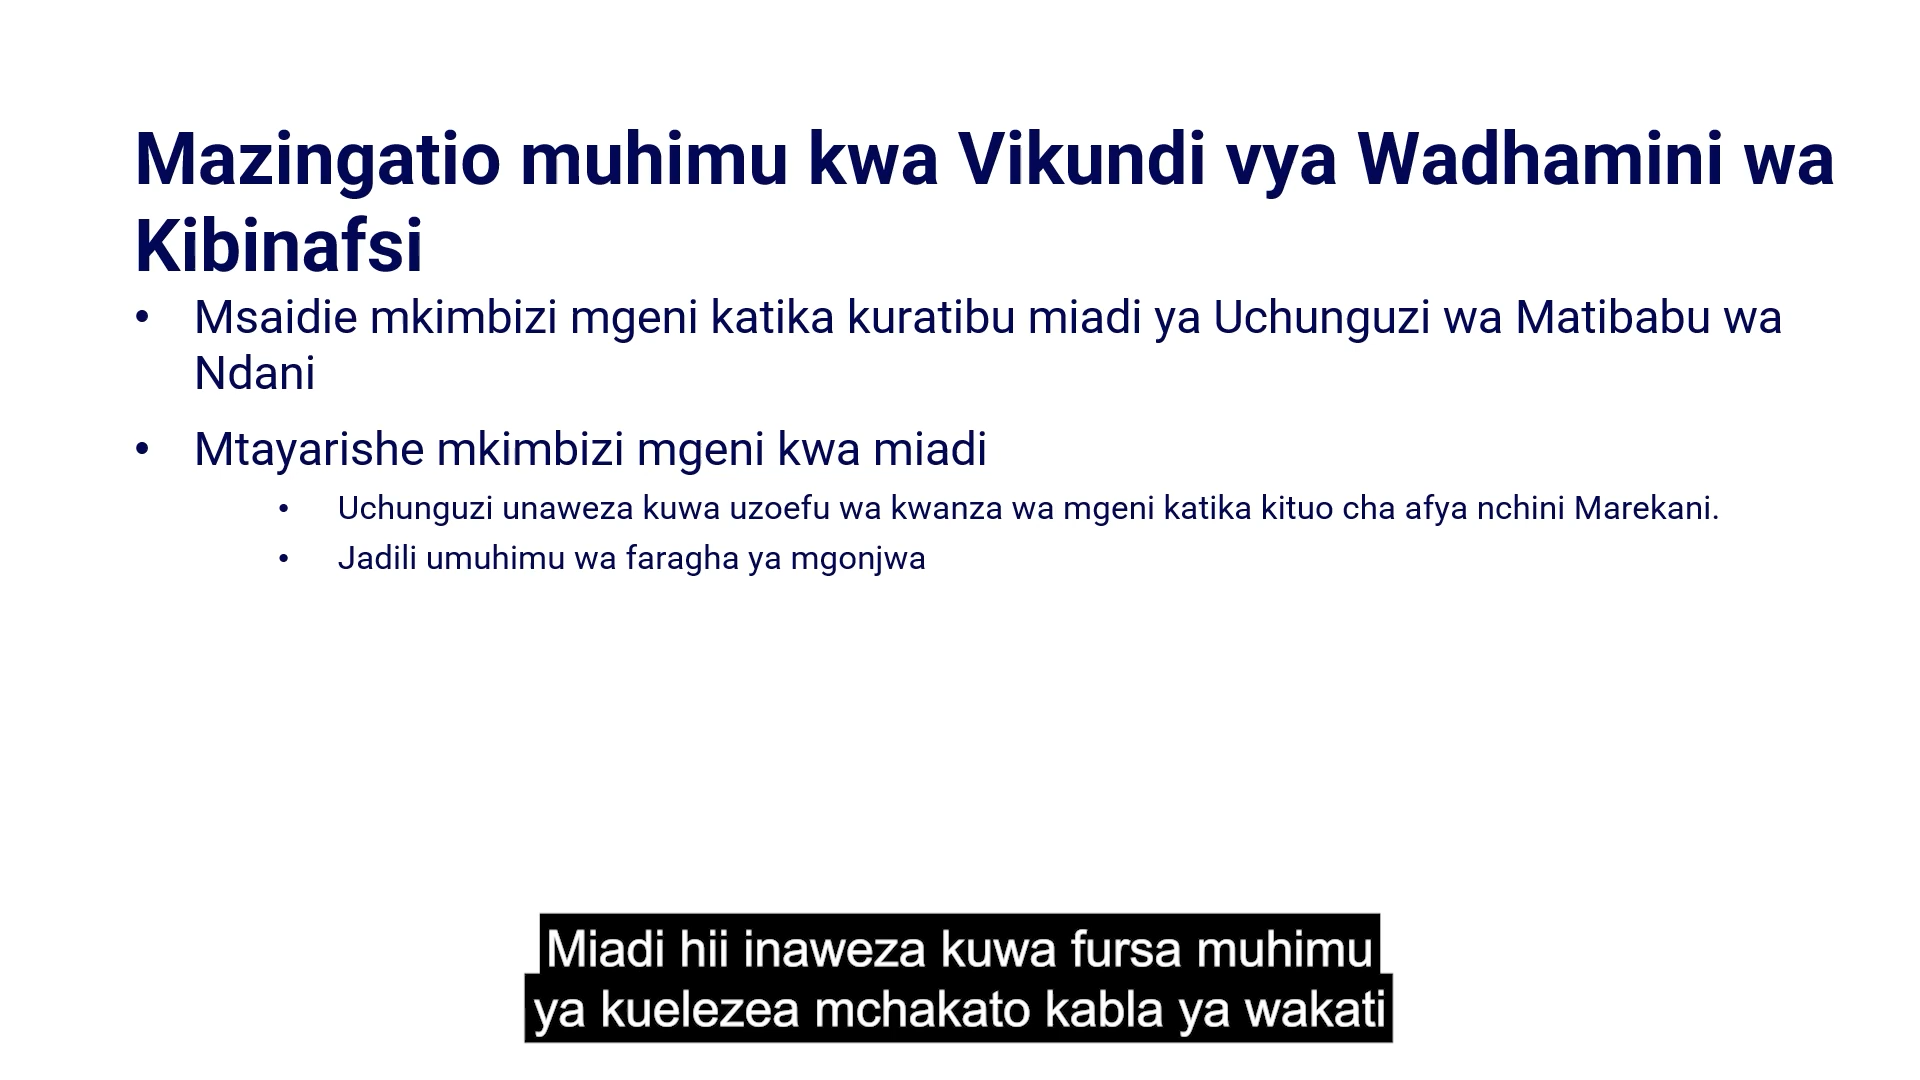 Mazingatio muhimu kwa Vikundi vya Wadhamini wa
Kibinafsi
• Msaidie mkimbizi mgeni katika kuratibu miadi ya Uchunguzi wa Matibabu wa
Ndani
• Mtayarishe mkimbizi mgeni kwa miadi
• Uchunguzi unaweza kuwa uzoefu wa kwanza wa mgeni katika kituo cha afya nchini Marekani.
• Jadili umuhimu wa faragha ya mgonjwa
Miadi hii inaweza kuwa fursa muhimu
ya kuelezea mchakato kabla ya wakati